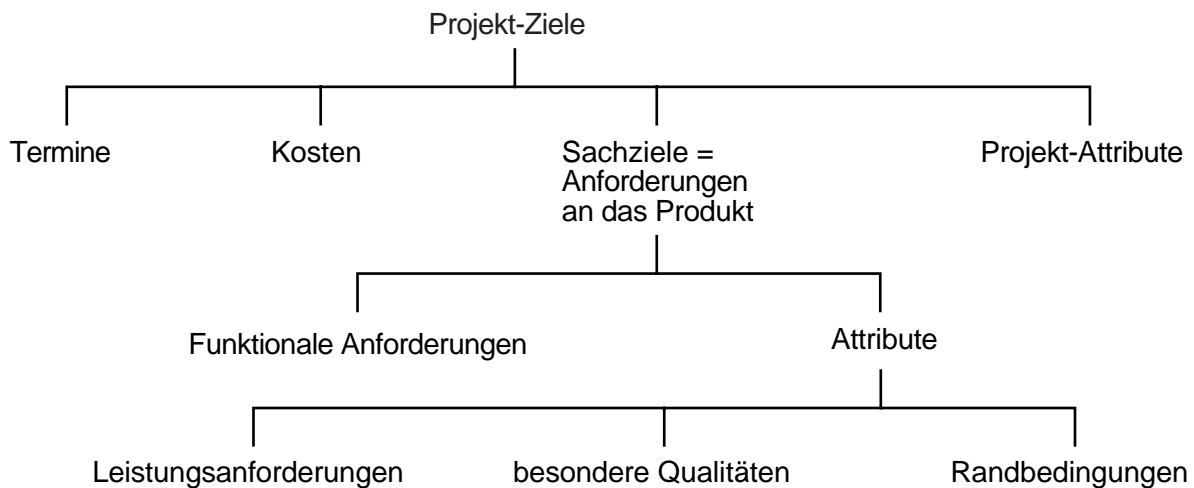 Projekt-Ziele
Termine
Kosten
Sachziele =
Anforderungen
an das Produkt
Projekt-Attribute
Funktionale Anforderungen
Attribute
Leistungsanforderungen
besondere Qualitäten
Randbedingungen